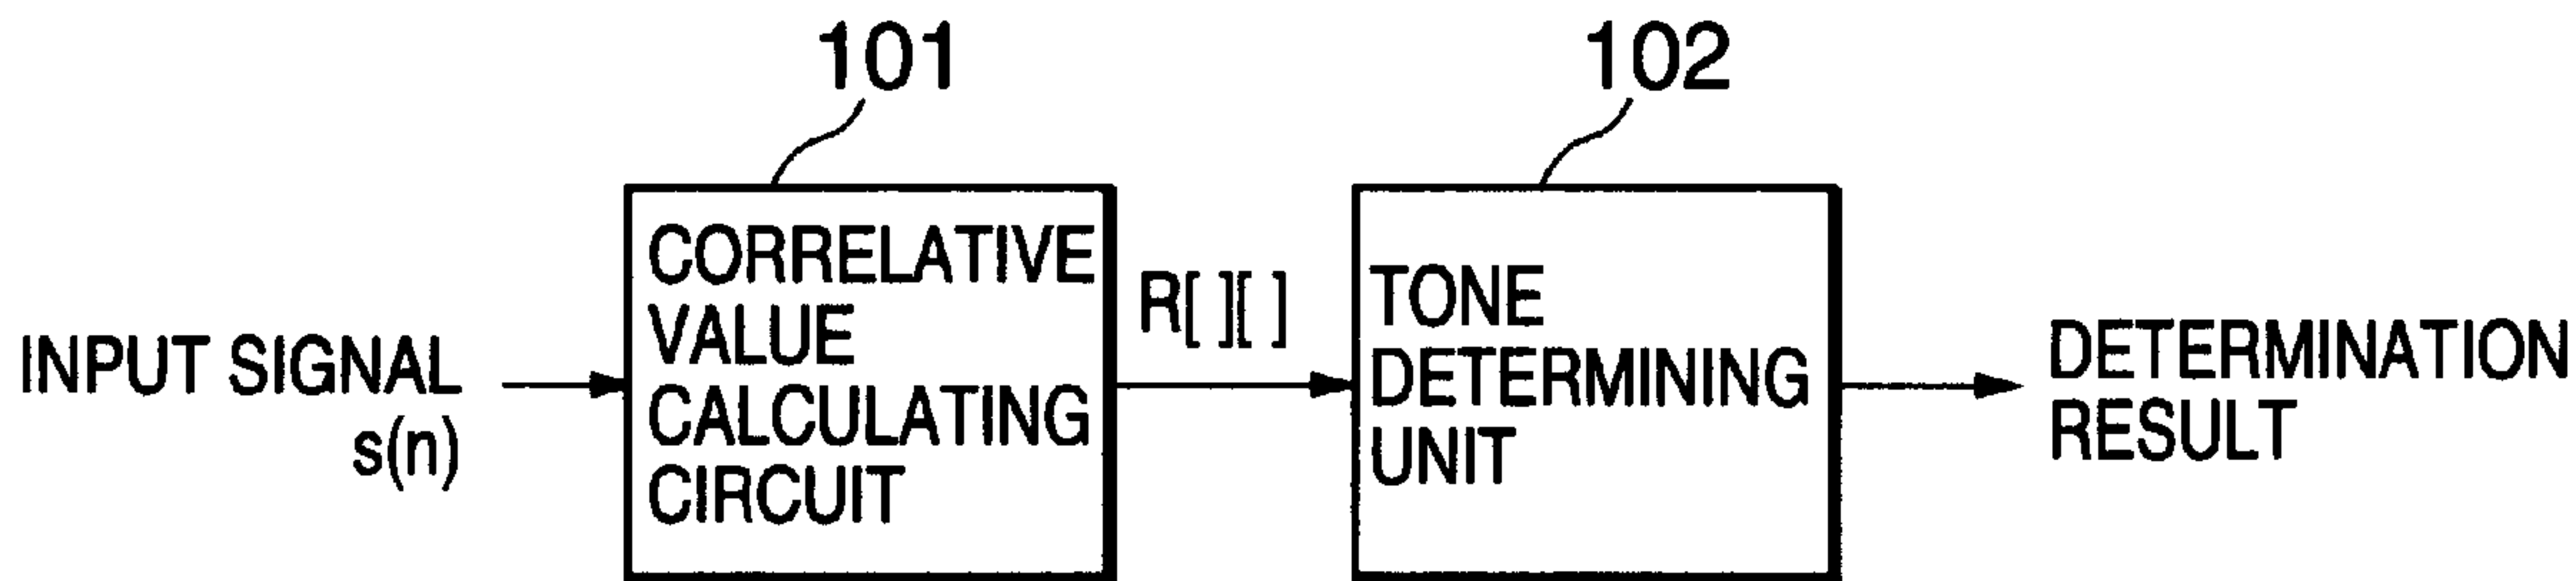 101
102
INPUT SIGNAL
s(n)
CORRELATIVE
VALUE
CALCULATING
CIRCUIT
R[ ][ ]
TONE
DETERMINING
UNIT
DETERMINATION
RESULT